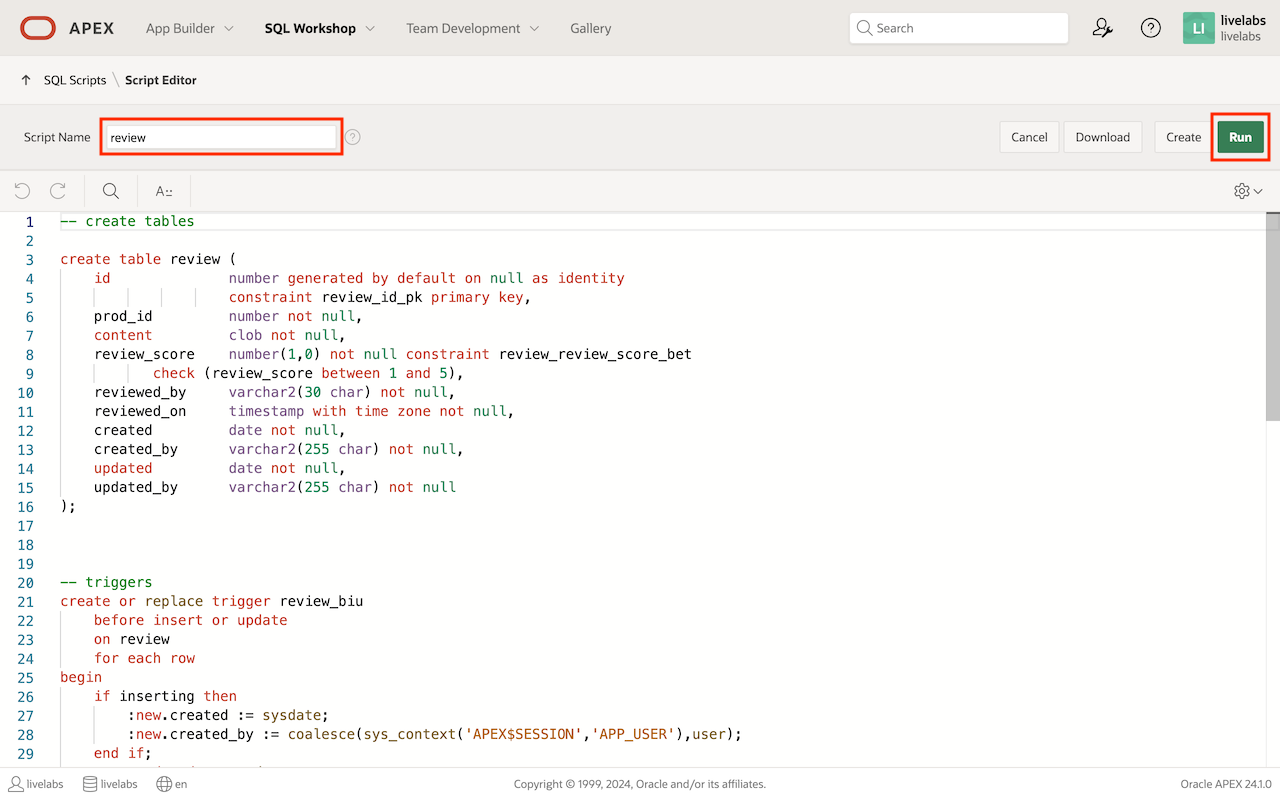 APEX App Builder SQL Workshop Team Development Gallery Search LI livelabs
livelabs
SQL Scripts \ Script Editor
Script Name review Cancel Download Create Run
A
1 -- create tables
2
3 create table review (
4 id number generated by default on null as identity
5 constraint review_id_pk primary key,
6 prod_id number not null,
7 content clob not null,
8 review_score number(1,0) not null constraint review_review_score_bet
9 check (review_score between 1 and 5),
10 reviewed_by varchar2(30 char) not null,
11 reviewed_on timestamp with time zone not null,
12 created date not null,
13 created_by varchar2(255 char) not null,
14 updated date not null,
15 updated_by varchar2(255 char) not null
16 );
17
18
19
20 -- triggers
21 create or replace trigger review_biu
22 before insert or update
23 on review
24 for each row
25 begin
26 if inserting then
27 :new.created := sysdate;
28 :new.created_by := coalesce(sys_context('APEX$SESSION','APP_USER'),user);
29 end if;
livelabs livelabs en Copyright © 1999, 2024, Oracle and/or its affiliates. Oracle APEX 24.1.0